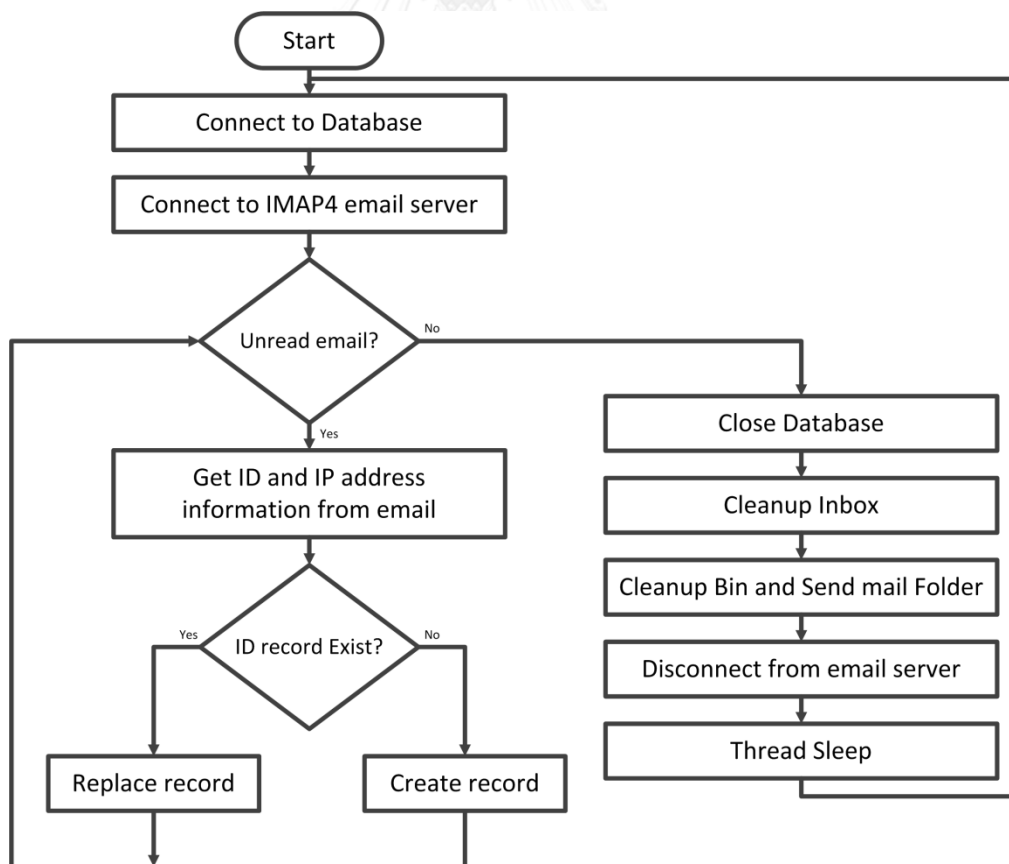 Start
Connect to Database
Connect to IMAP4 email server
Unread email?
No
Yes
Get ID and IP address
information from email
ID record Exist?
Yes
No
Replace record
Create record
Close Database
Cleanup Inbox
Cleanup Bin and Send mail Folder
Disconnect from email server
Thread Sleep